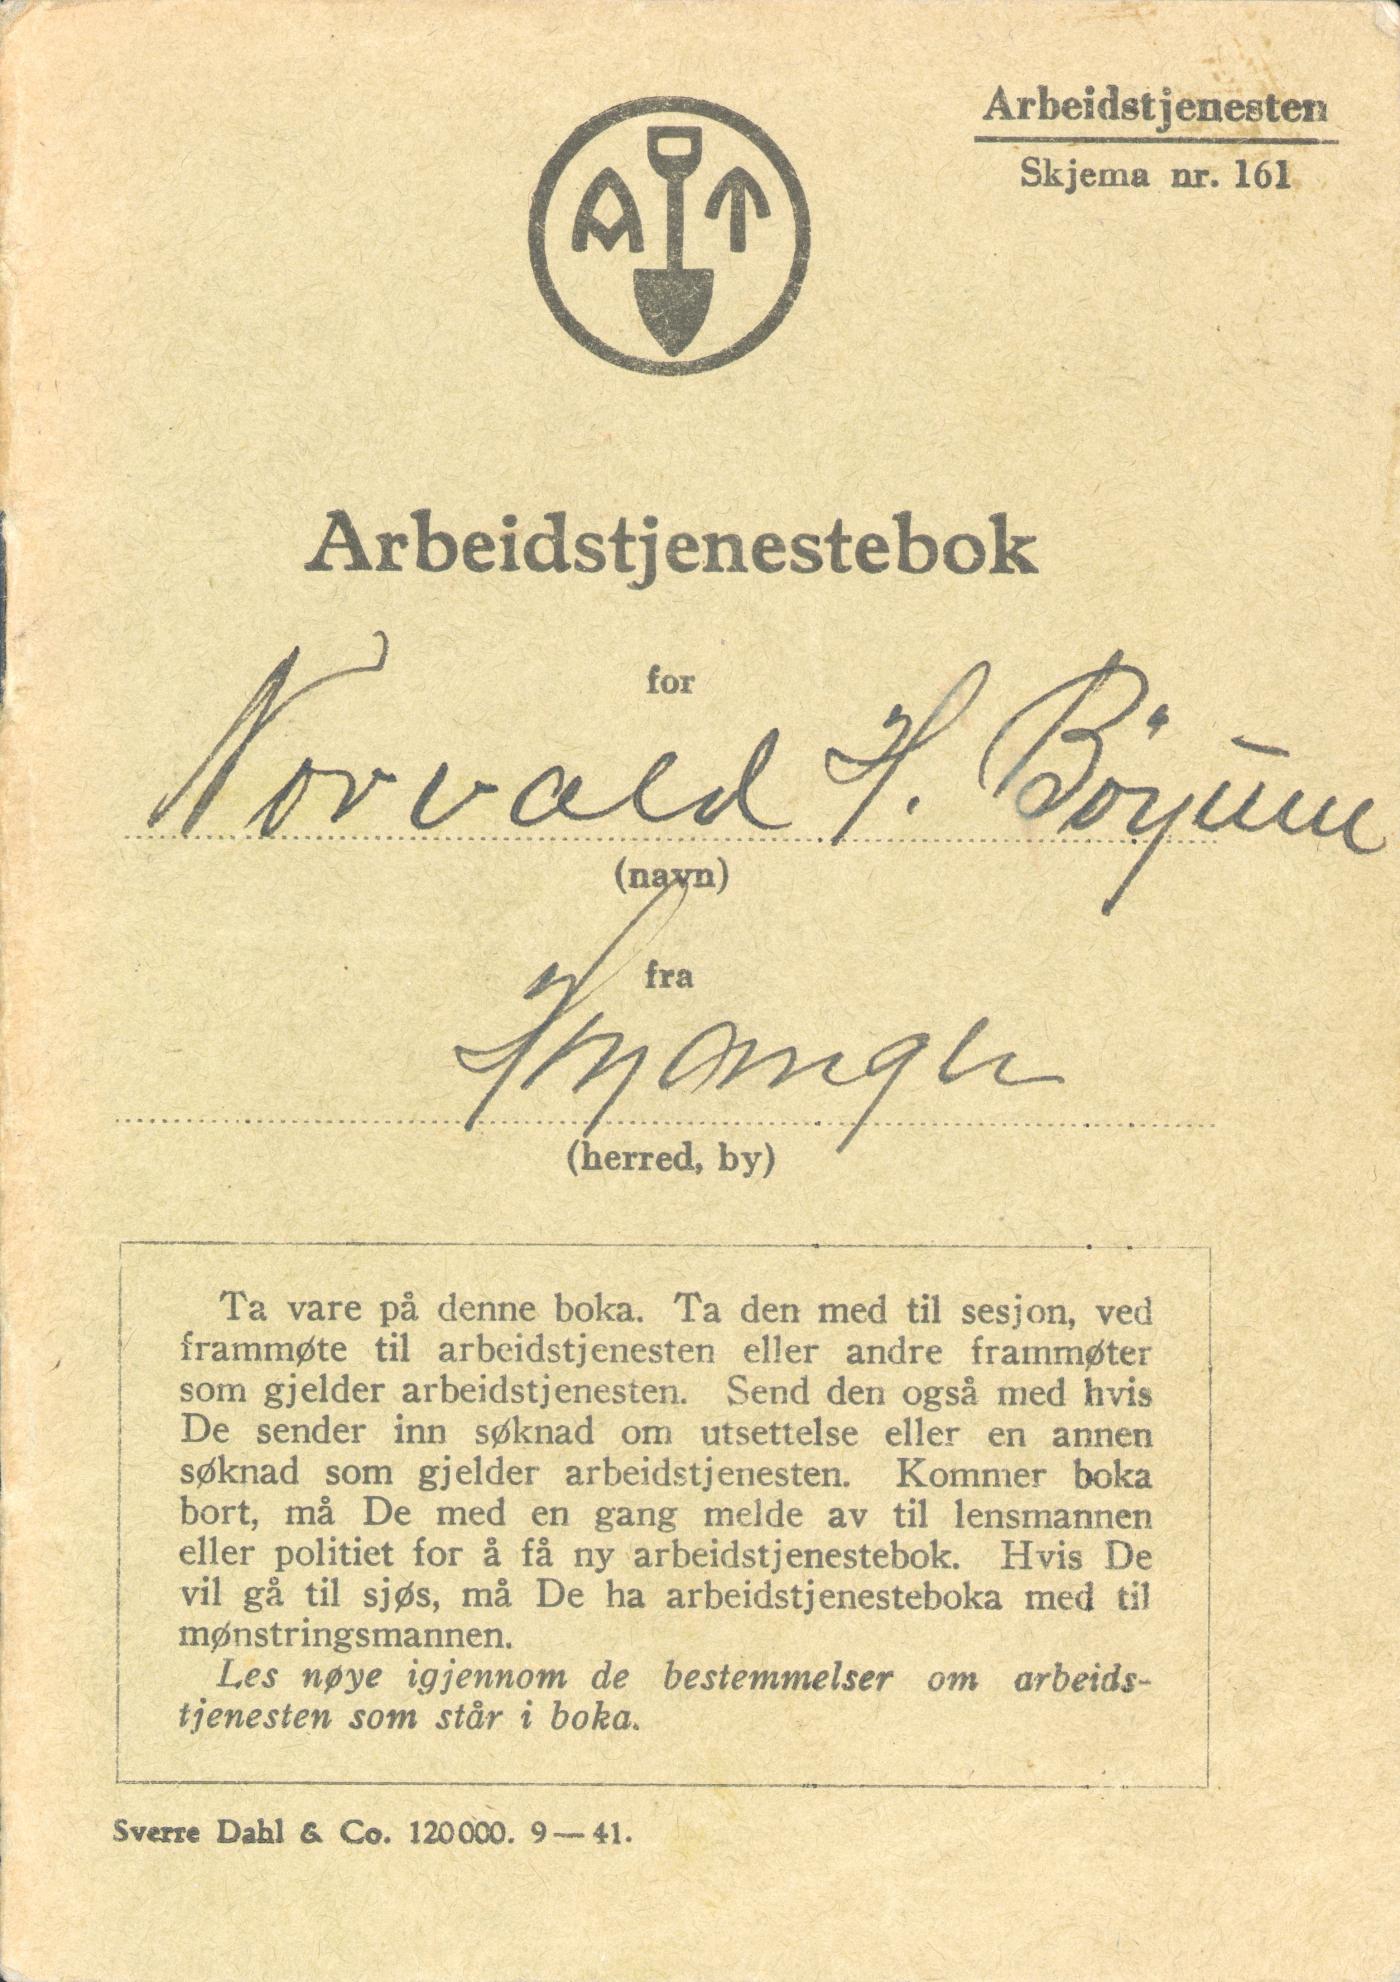 Arbeidstjenesten
Skjema nr. 161
A T
Arbeidstjenestebok
for
Norvald H. Böyum
(navn)
fra
(herred, by)
Ta vare på denne boka. Ta den med til sesjon, ved
frammøte til arbeidstjenesten eller andre frammøter
som gjelder arbeidstjenesten. Send den også med hvis
De sender inn søknad om utsettelse eller en annen
søknad som gjelder arbeidstjenesten. Kommer boka
bort, må De med en gang melde av til lensmannen
eller politiet for å få ny arbeidstjenestebok. Hvis De
vil gå til sjøs, må De ha arbeidstjenesteboka med til
mønstringsmannen.
Les nøye igjennom de bestemmelser om arbeids-
tjenesten som står i boka.
Sverre Dahl & Co. 120000. 9—41.